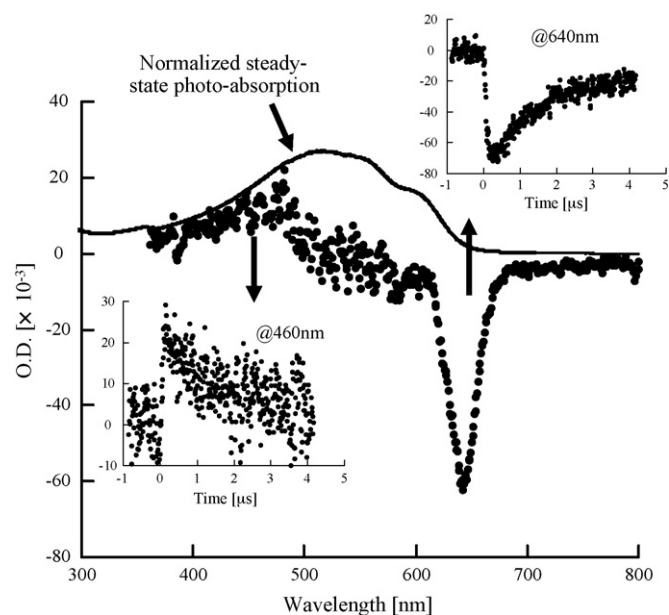 @640nm
20
0
-20
-40
-60
-80
-1 0 1 2 3 4 5
Time [μs]
Normalized steady-
state photo-absorption
40
20
0
-20
-40
-60
-80
O.D. [× 10-3]
@460nm
30
20
10
0
-10
-1 0 1 2 3 4 5
Time [μs]
300 400 500 600 700 800
Wavelength [nm]